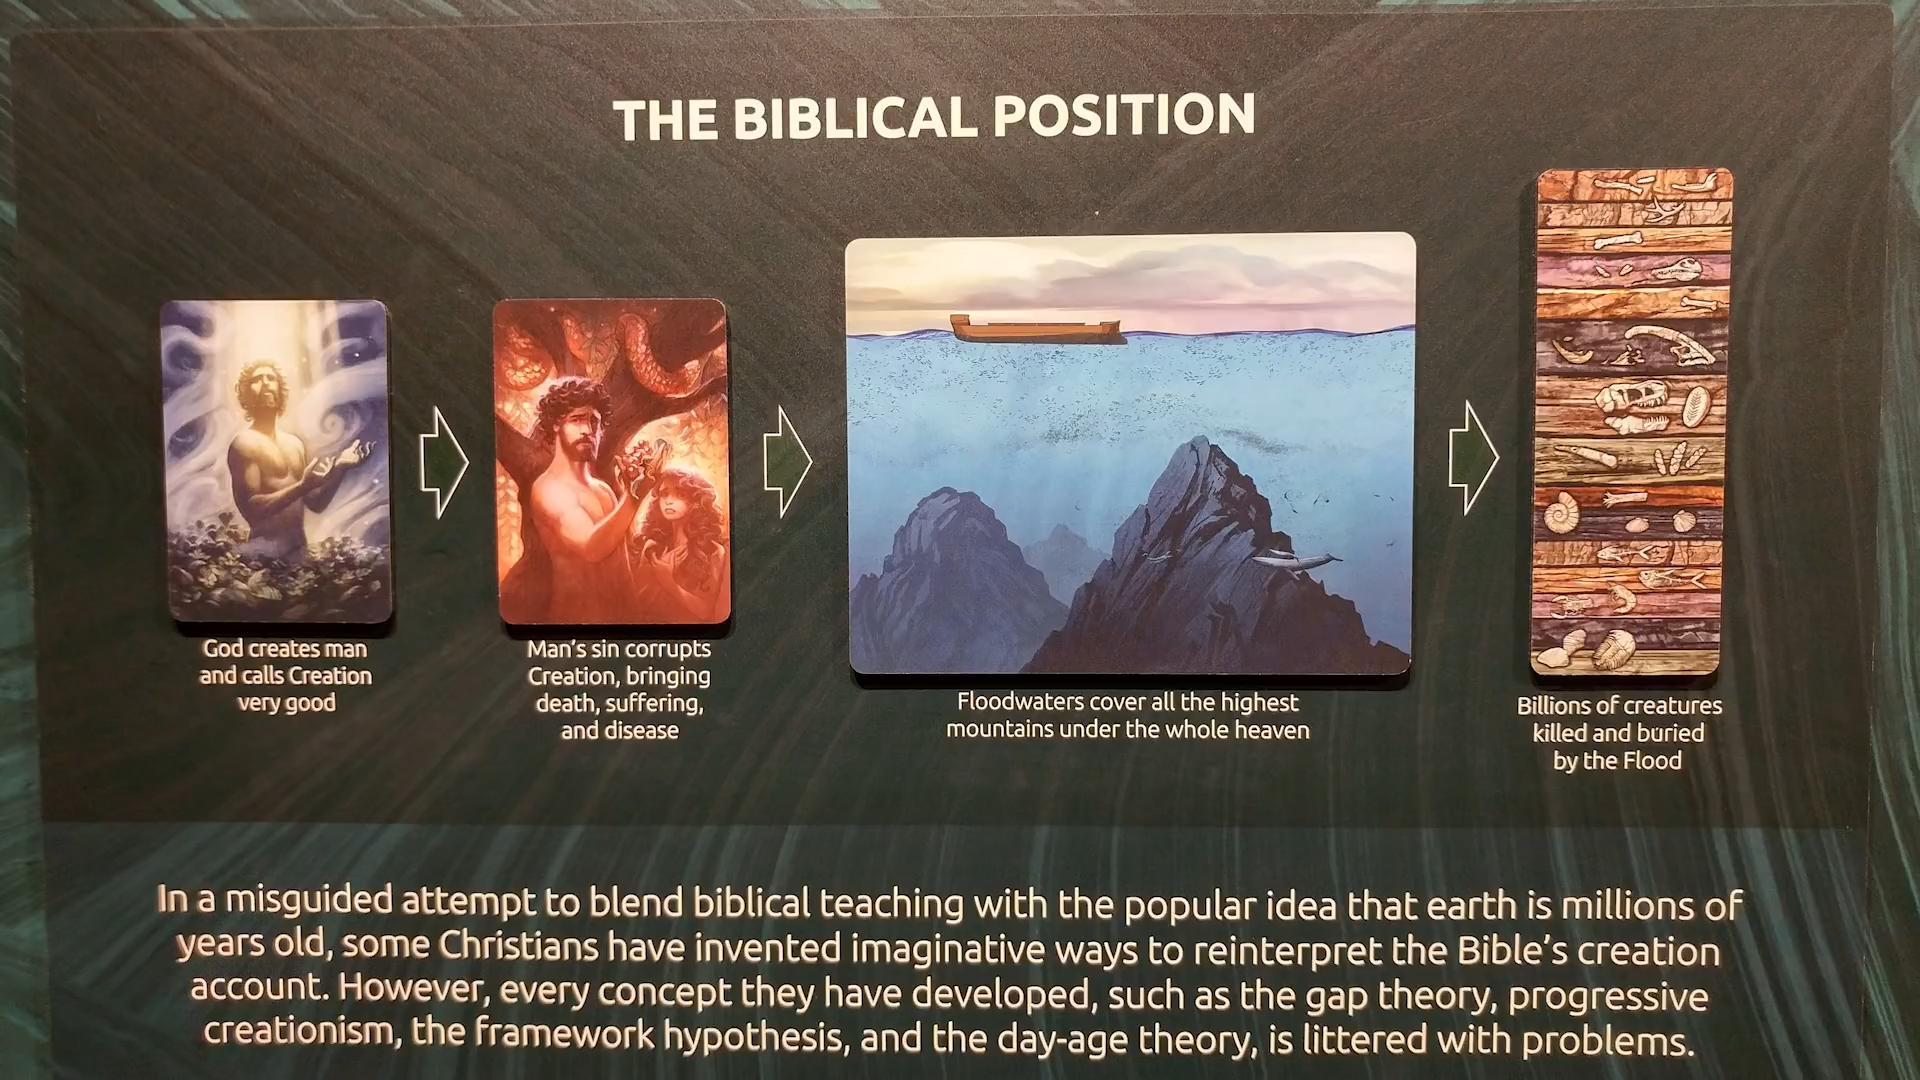 THE BIBLICAL POSITION
God creates man
and calls Creation
very good
Man's sin corrupts
Creation, bringing
death, suffering,
and disease
Floodwaters cover all the highest
mountains under the whole heaven
Billions of creatures
killed and buried
by the Flood
In a misguided attempt to blend biblical teaching with the popular idea that earth is millions of
years old, some Christians have invented imaginative ways to reinterpret the Bible's creation
account. However, every concept they have developed, such as the gap theory, progressive
creationism, the framework hypothesis, and the day-age theory, is littered with problems.